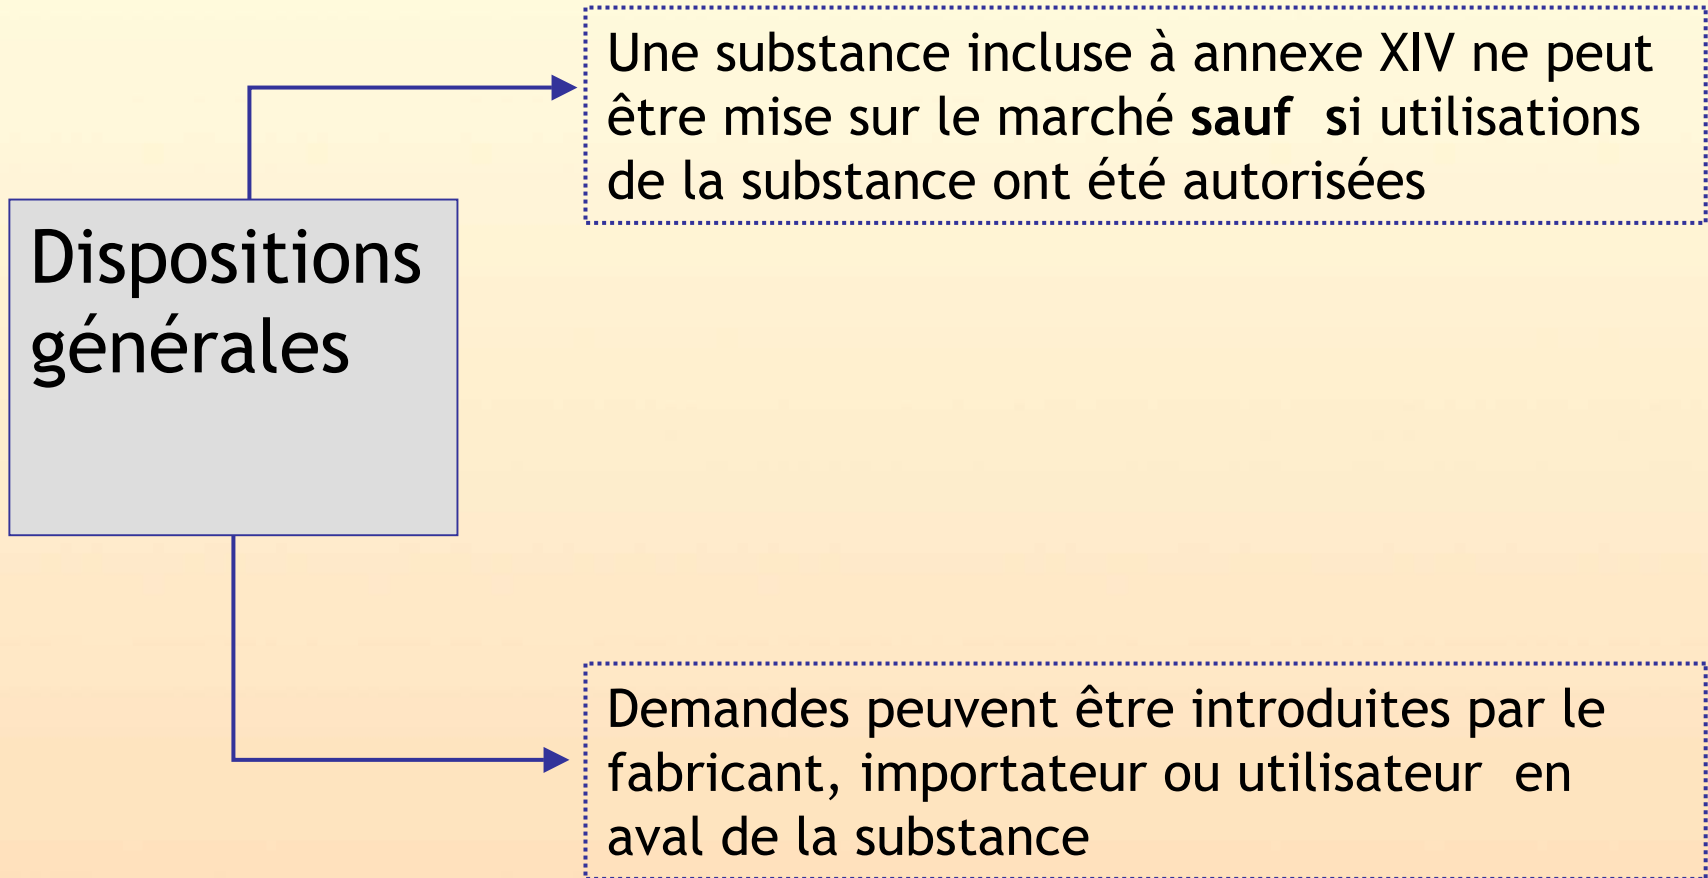 Une substance incluse à annexe XIV ne peut
être mise sur le marché sauf si utilisations
de la substance ont été autorisées
Dispositions
générales
Demandes peuvent être introduites par le
fabricant, importateur ou utilisateur en
aval de la substance